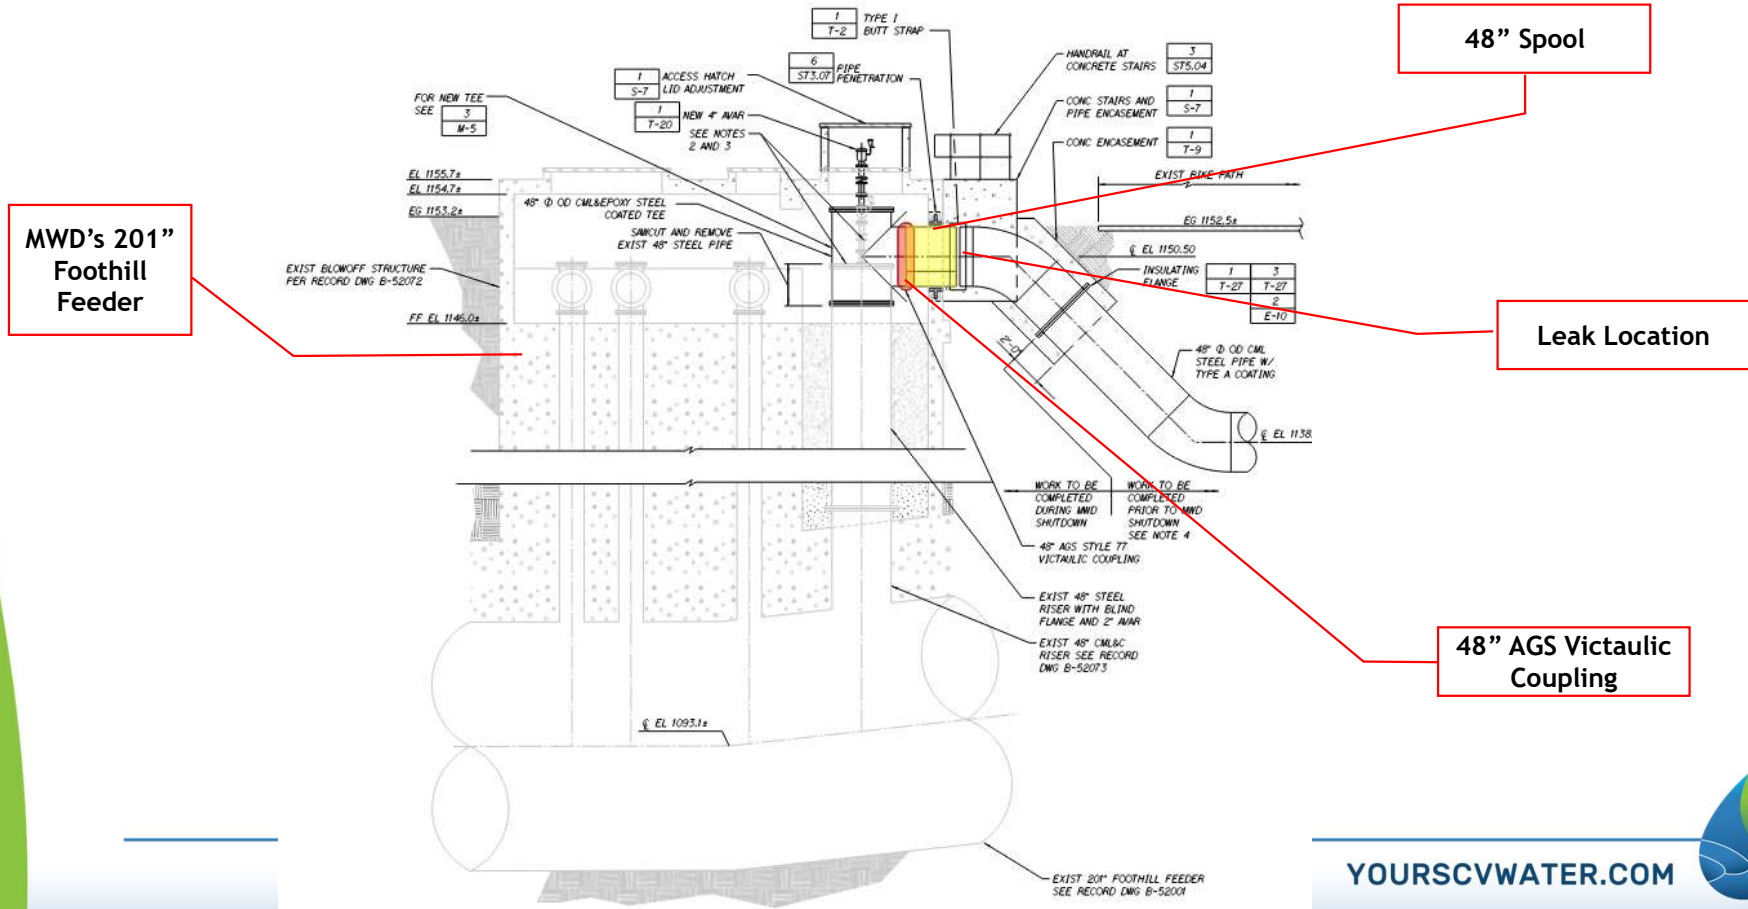 1
T-2
TYPE I
BUTT STRAP
48” Spool
6
ST3.07
PIPE
PENETRATION
HANDRAIL AT
CONCRETE STAIRS
3
ST5.04
1
S-7
ACCESS HATCH
LID ADJUSTMENT
FOR NEW TEE
SEE
3
M-5
1
T-20
NEW 4" AVAR
SEE NOTES
2 AND 3
CONC STAIRS AND
PIPE ENCASEMENT
1
S-7
CONC ENCASEMENT
1
T-9
EL 1155.7±
EL 1154.7±
EG 1153.2±
EXIST BIKE PATH
EG 1152.5±
48" Φ OD CML&EPOXY STEEL
COATED TEE
SAWCUT AND REMOVE
EXIST 48" STEEL PIPE
MWD’s 201”
Foothill
Feeder
EXIST BLOWOFF STRUCTURE
PER RECORD DWG B-52072
FF EL 1146.0±
℄ EL 1150.50
INSULATING
FLANGE
1
T-27
3
T-27
2
E-10
Leak Location
2'-0"
48" Φ OD CML
STEEL PIPE W/
TYPE A COATING
℄ EL 1138.
WORK TO BE
COMPLETED
DURING MWD
SHUTDOWN
WORK TO BE
COMPLETED
PRIOR TO MWD
SHUTDOWN
SEE NOTE 4
48" AGS STYLE 77
VICTAULIC COUPLING
EXIST 48" STEEL
RISER WITH BLIND
FLANGE AND 2" AVAR
EXIST 48" CML&C
RISER SEE RECORD
DWG B-52073
48” AGS Victaulic
Coupling
℄ EL 1093.1±
EXIST 201" FOOTHILL FEEDER
SEE RECORD DWG B-52001
YOURSCVWATER.COM